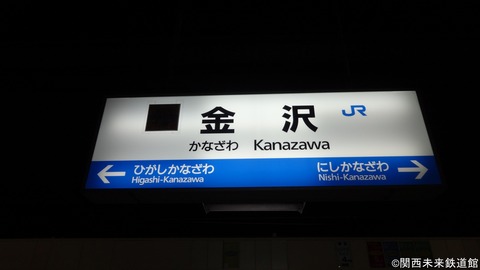 金沢
JR
かなざわ Kanazawa
ひがしかなざわ にしかなざわ
Higashi-Kanazawa Nishi-Kanazawa
©関西未来鉄道館